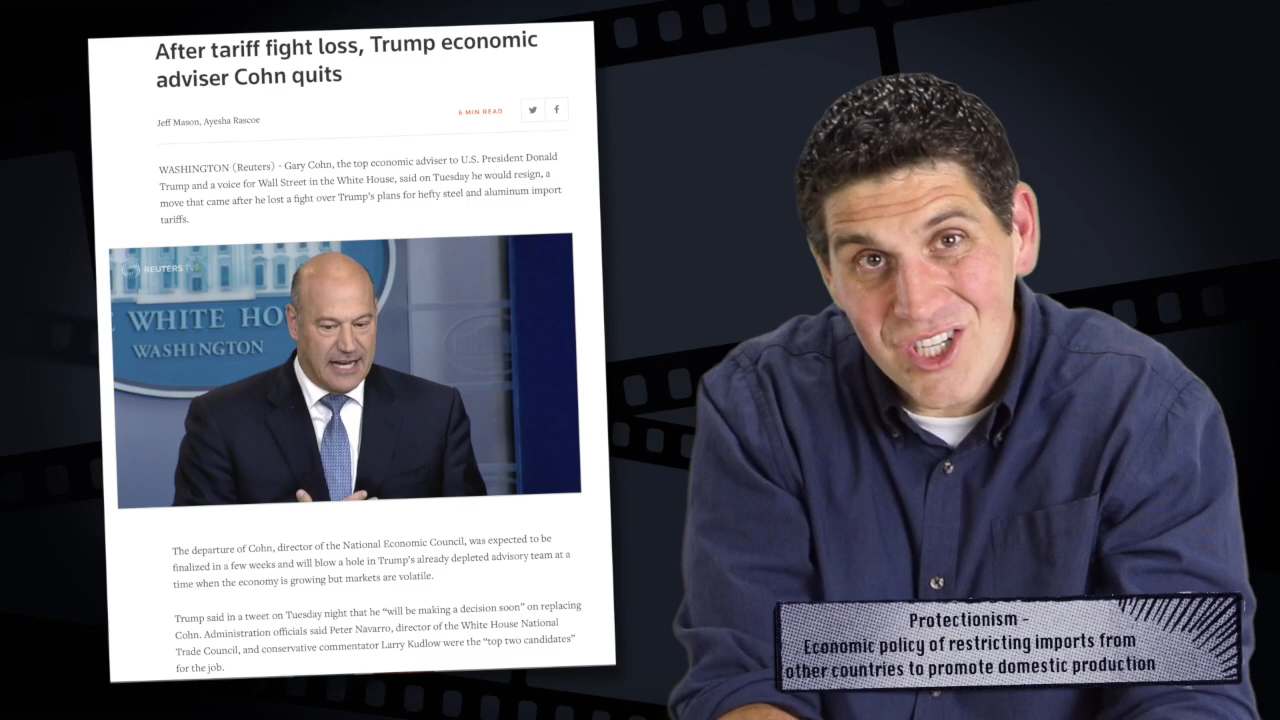 After tariff fight loss, Trump economic
adviser Cohn quits
Jeff Mason, Ayesha Rascoe
6 MIN READ
WASHINGTON (Reuters) - Gary Cohn, the top economic adviser to U.S. President Donald
Trump and a voice for Wall Street in the White House, said on Tuesday he would resign, a
move that came after he lost a fight over Trump's plans for hefty steel and aluminum import
tariffs.
REUTERS TV
WHITE HO
WASHINGTON
The departure of Cohn, director of the National Economic Council, was expected to be
finalized in a few weeks and will blow a hole in Trump's already depleted advisory team at a
time when the economy is growing but markets are volatile.
Trump said in a tweet on Tuesday night that he “will be making a decision soon” on replacing
Cohn. Administration officials said Peter Navarro, director of the White House National
Trade Council, and conservative commentator Larry Kudlow were the “top two candidates”
for the job.
Protectionism -
Economic policy of restricting imports from
other countries to promote domestic production